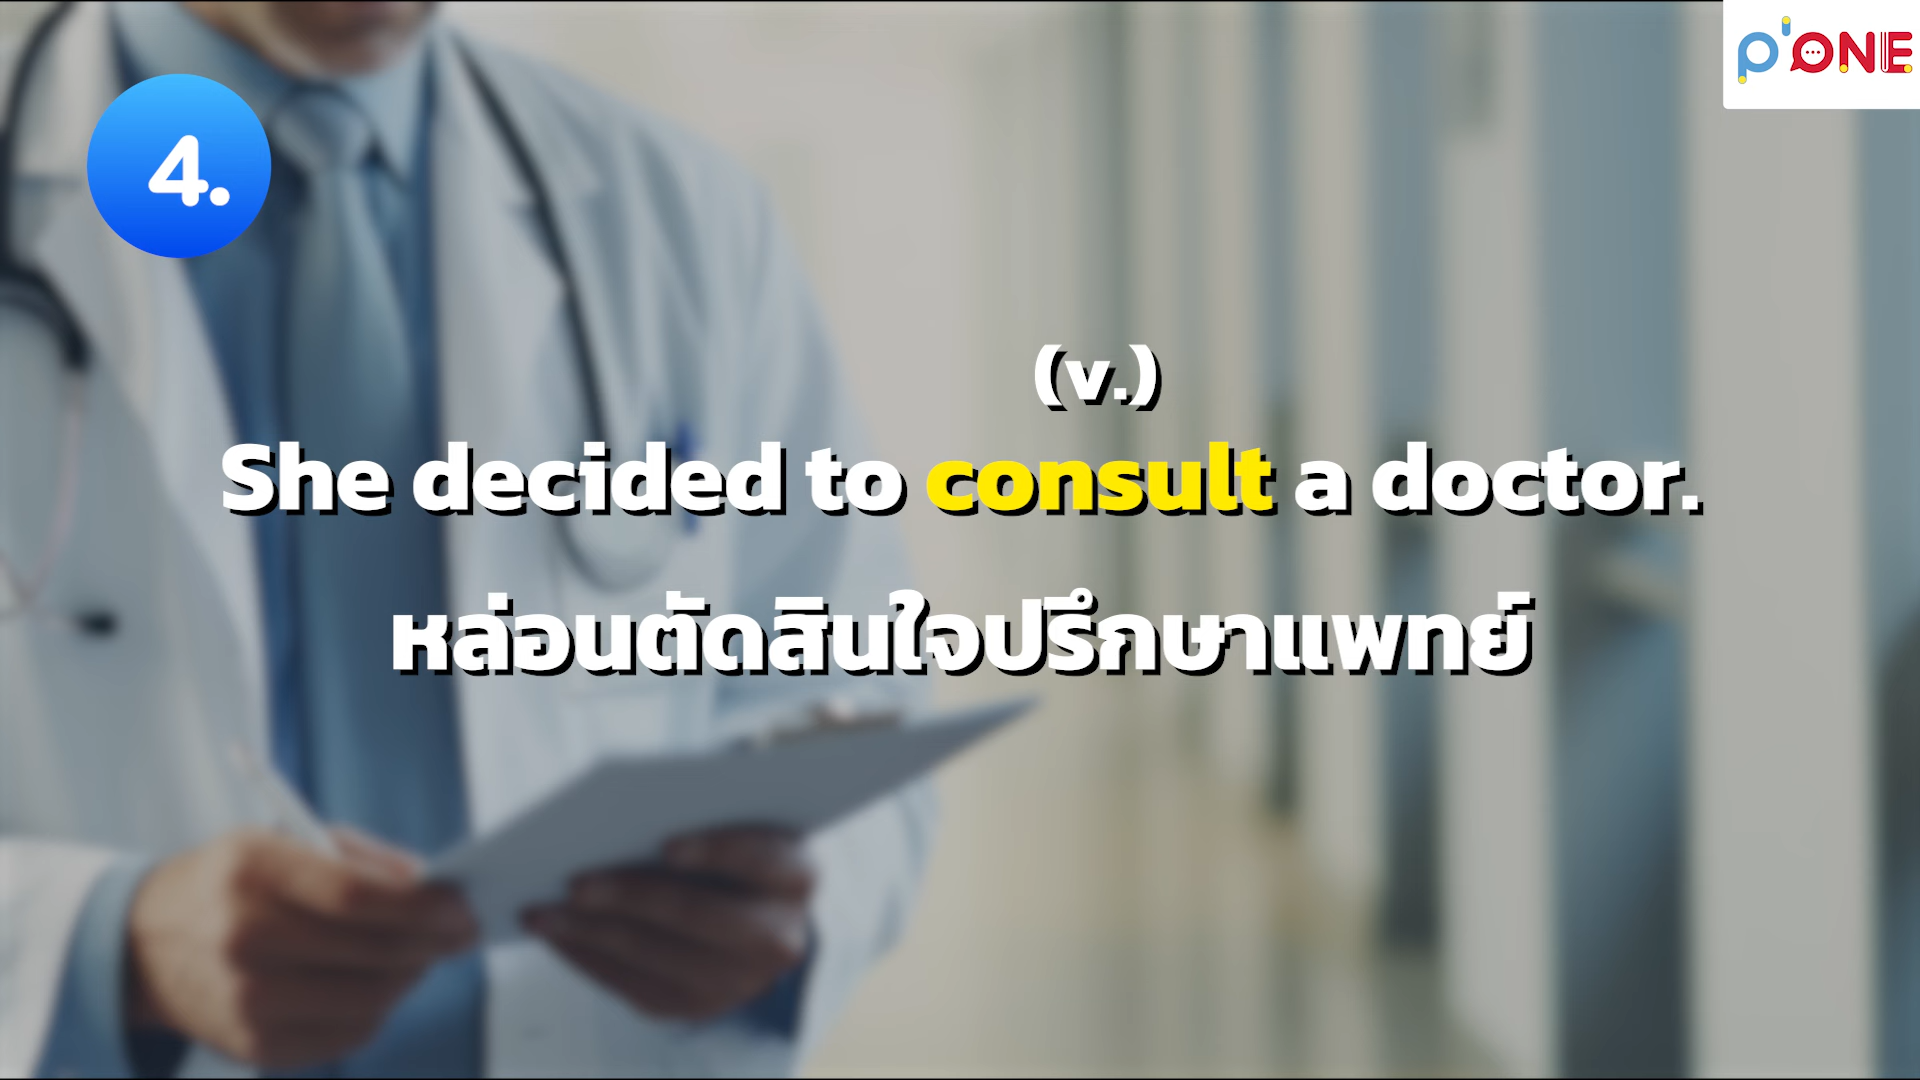 P'ONE
4.
(v.)
She decided to consult a doctor.
หล่อนตัดสินใจปรึกษาแพทย์